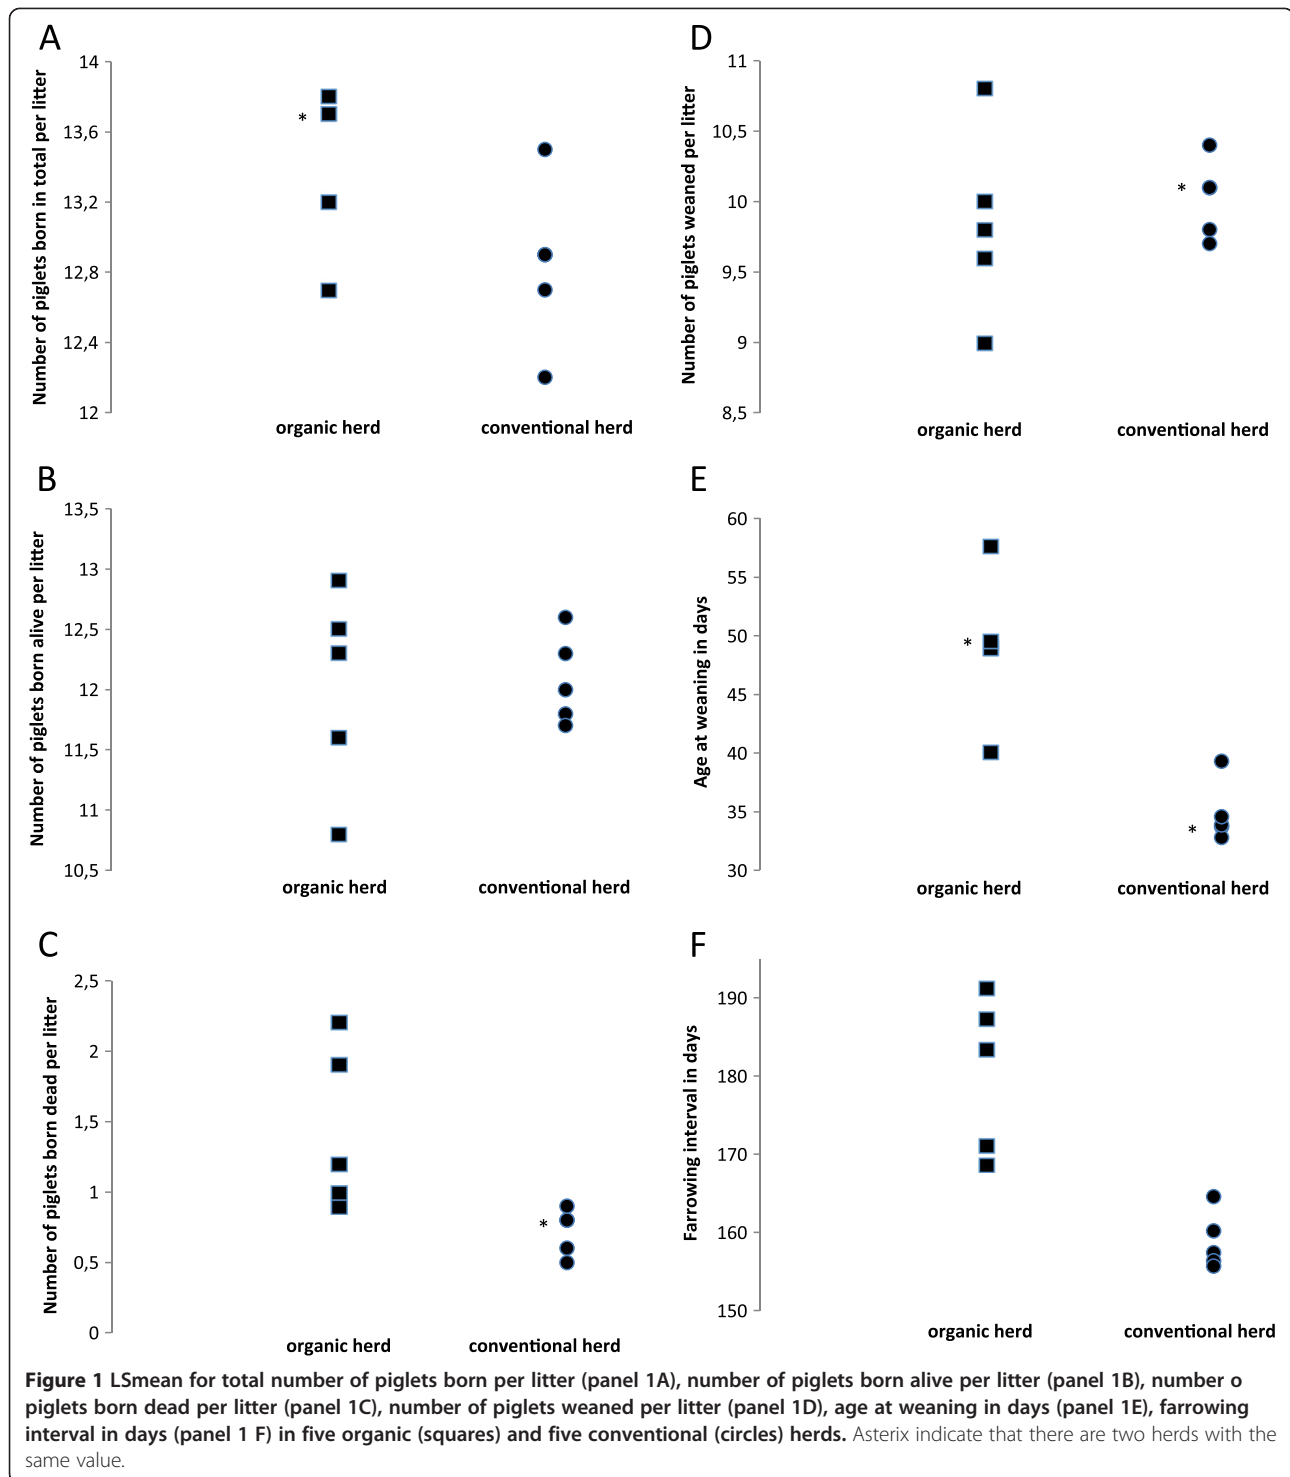 A
Number of piglets born in total per litter
14
13,6
13,2
12,8
12,4
12
*
organic herd
conventional herd
B
Number of piglets born alive per litter
13,5
13
12,5
12
11,5
11
10,5
organic herd
conventional herd
C
Number of piglets born dead per litter
2,5
2
1,5
1
0,5
0
*
organic herd
conventional herd
D
Number of piglets weaned per litter
11
10,5
10
9,5
9
8,5
*
organic herd
conventional herd
E
Age at weaning in days
60
55
50
45
40
35
30
*
*
organic herd
conventional herd
F
Farrowing interval in days
190
180
170
160
150
organic herd
conventional herd
Figure 1 LSmean for total number of piglets born per litter (panel 1A), number of piglets born alive per litter (panel 1B), number o
piglets born dead per litter (panel 1C), number of piglets weaned per litter (panel 1D), age at weaning in days (panel 1E), farrowing
interval in days (panel 1 F) in five organic (squares) and five conventional (circles) herds. Asterix indicate that there are two herds with the
same value.